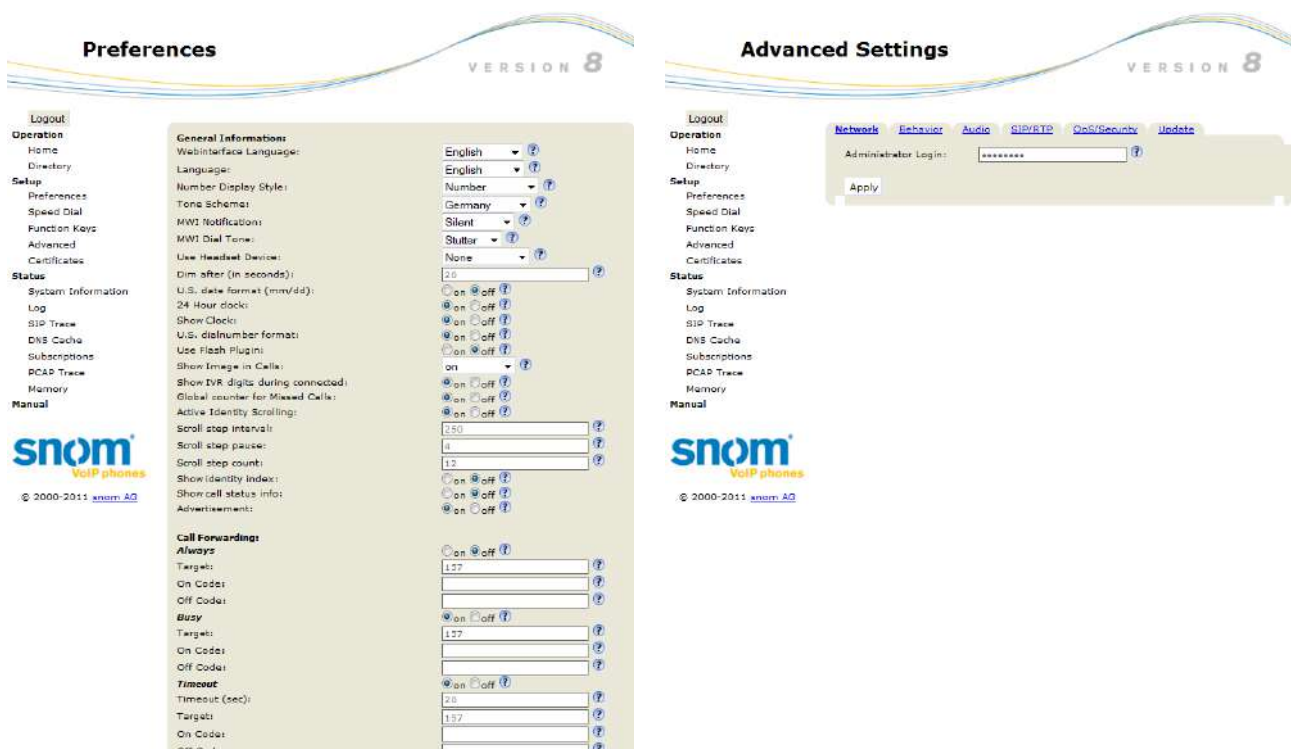 Preferences
VERSION 8
Logout
Operation
Home
Directory
Setup
Preferences
Speed Dial
Function Keys
Advanced
Certificates
Status
System Information
Log
SIP Trace
DNS Cache
Subscriptions
PCAP Trace
Memory
Manual
snom
VoIP phones
© 2000-2011 snom AG
General Information:
Webinterface Language: English
Language: English
Number Display Style: Number
Tone Scheme: Germany
MWI Notification: Silent
MWI Dial Tone: Stutter
Use Headset Device: None
Dim after (in seconds): 20
U.S. date format (mm/dd): on off
24 Hour clock: on off
Show Clock: on off
U.S. dialnumber format: on off
Use Flash Plugin: on off
Show Image in Calls: on
Show IVR digits during connected: on off
Global counter for Missed Calls: on off
Active Identity Scrolling: on off
Scroll step interval: 250
Scroll step pause: 4
Scroll step count: 12
Show identity index: on off
Show call status info: on off
Advertisement: on off
Call Forwarding:
Always on off
Target: 157
On Code:
Off Code:
Busy on off
Target: 157
On Code:
Off Code:
Timeout on off
Timeout (sec): 20
Target: 157
On Code:
Advanced Settings
VERSION 8
Logout
Operation
Home
Directory
Setup
Preferences
Speed Dial
Function Keys
Advanced
Certificates
Status
System Information
Log
SIP Trace
DNS Cache
Subscriptions
PCAP Trace
Memory
Manual
snom
VoIP phones
© 2000-2011 snom AG
Network Behavior Audio SIP/RTP QoS/Security Update
Administrator Login: ••••••••
Apply